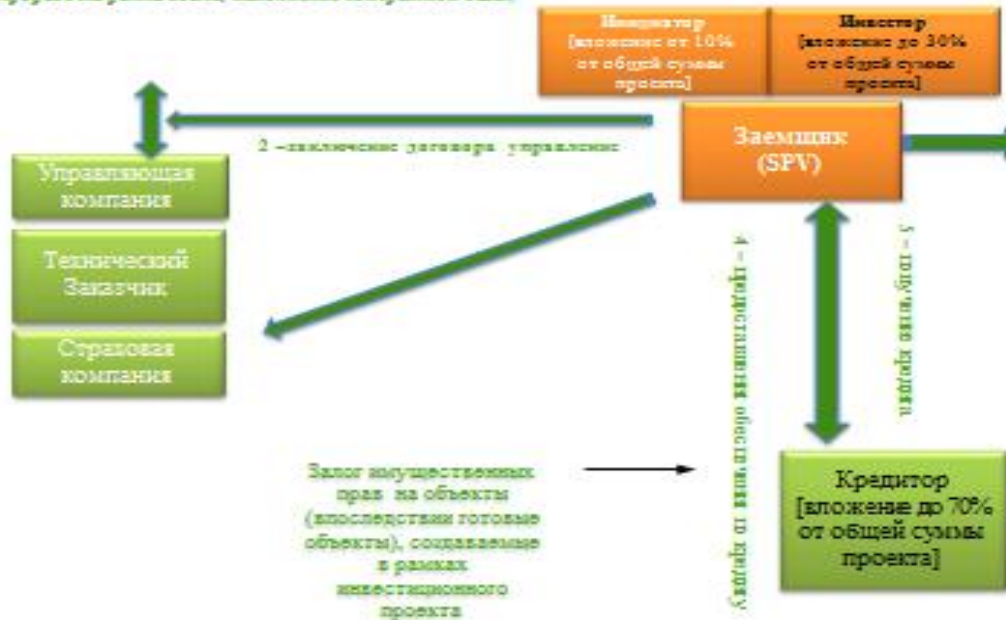 Инициатор
[вложение от 10%
от общей суммы
проекта]
Инвестор
[вложение до 30%
от общей суммы
проекта]
Заемщик
(SPV)
2 –заключение договора управление
Управляющая
компания
Технический
Заказчик
Страховая
компания
4 – предоставления обеспечения по кредиту
5 – получение кредита
Залог имущественных
прав на объекты
(впоследствии готовые
объекты), создаваемые
в рамках
инвестиционного
проекта
Кредитор
[вложение до 70%
от общей суммы
проекта]